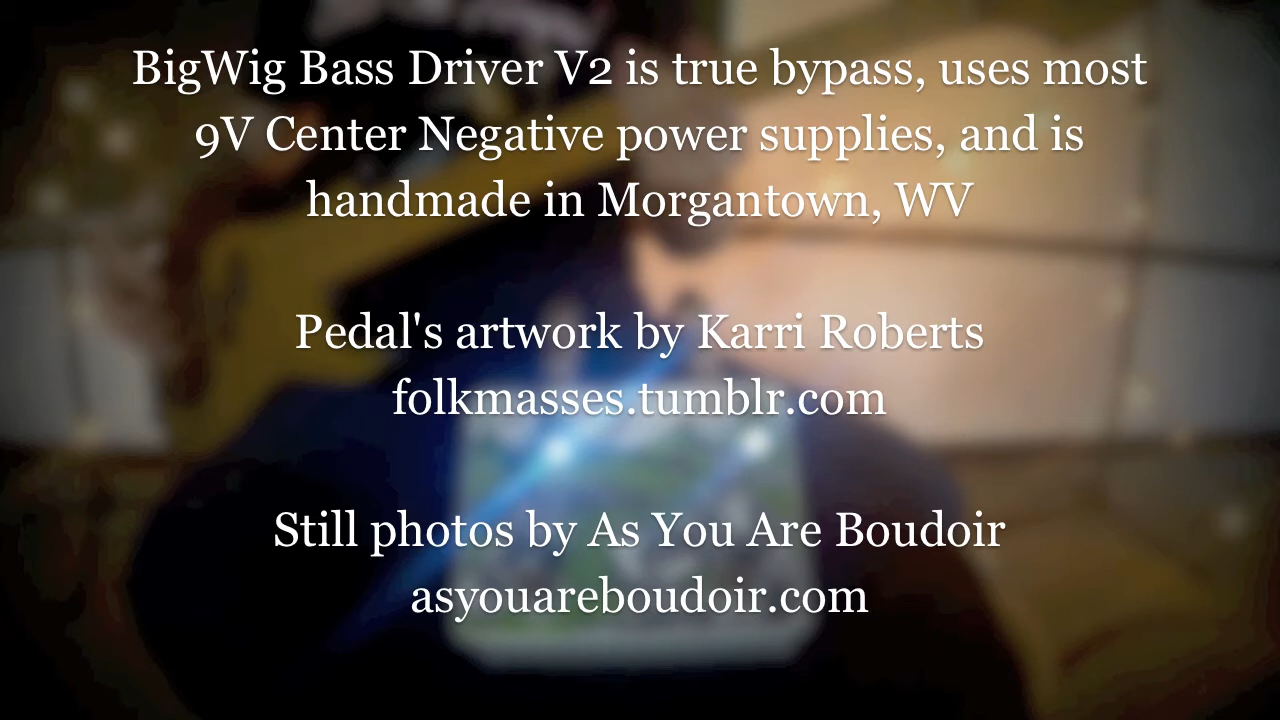 BigWig Bass Driver V2 is true bypass, uses most
9V Center Negative power supplies, and is
handmade in Morgantown, WV
Pedal's artwork by Karri Roberts
folkmasses.tumblr.com
Still photos by As You Are Boudoir
asyouareboudoir.com